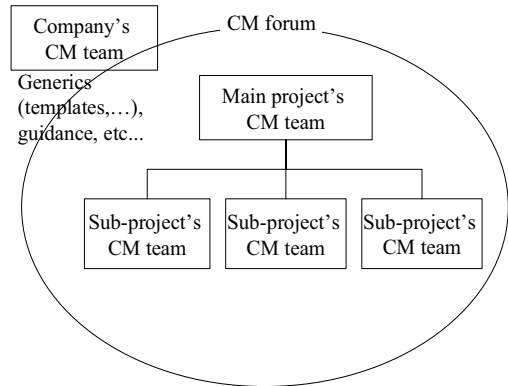 Company's
CM team
CM forum
Generics
(templates,…),
guidance, etc...
Main project's
CM team
Sub-project's
CM team
Sub-project's
CM team
Sub-project's
CM team